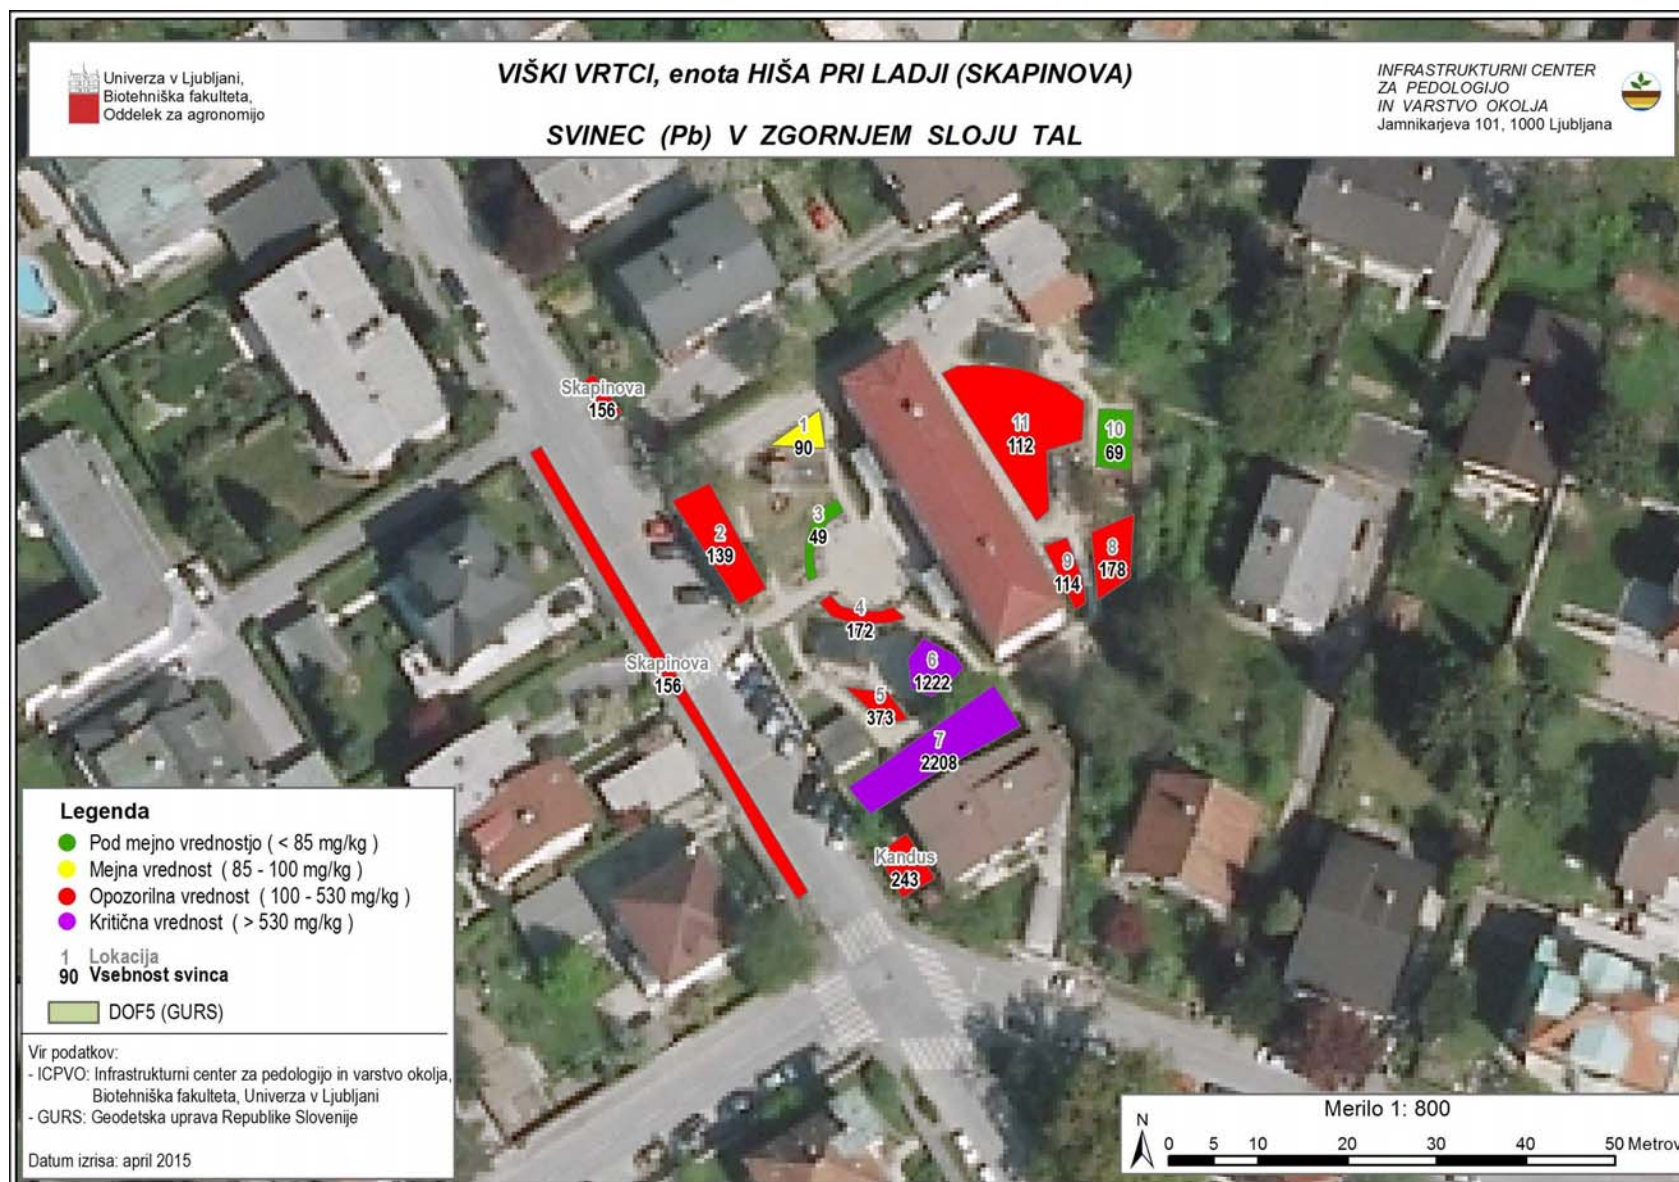 Univerza v Ljubljani,
Biotehniška fakulteta,
Oddelek za agronomijo
VIŠKI VRTCI, enota HIŠA PRI LADJI (SKAPINOVA)
SVINEC (Pb) V ZGORNJEM SLOJU TAL
INFRASTRUKTURNI CENTER
ZA PEDOLOGIJO
IN VARSTVO OKOLJA
Jamnikarjeva 101, 1000 Ljubljana
Skapinova
156
1
90
11
112
10
69
2
139
3
49
9
114
8
178
4
172
Skapinova
156
6
1222
5
373
7
2208
Kandus
243
Legenda
Pod mejno vrednostjo ( < 85 mg/kg )
Mejna vrednost ( 85 - 100 mg/kg )
Opozorilna vrednost ( 100 - 530 mg/kg )
Kritična vrednost ( > 530 mg/kg )
1 Lokacija
90 Vsebnost svinca
DOF5 (GURS)
Vir podatkov:
- ICPVO: Infrastrukturni center za pedologijo in varstvo okolja,
Biotehniška fakulteta, Univerza v Ljubljani
- GURS: Geodetska uprava Republike Slovenije
Datum izrisa: april 2015
Merilo 1: 800
N
0 5 10 20 30 40 50 Metrov